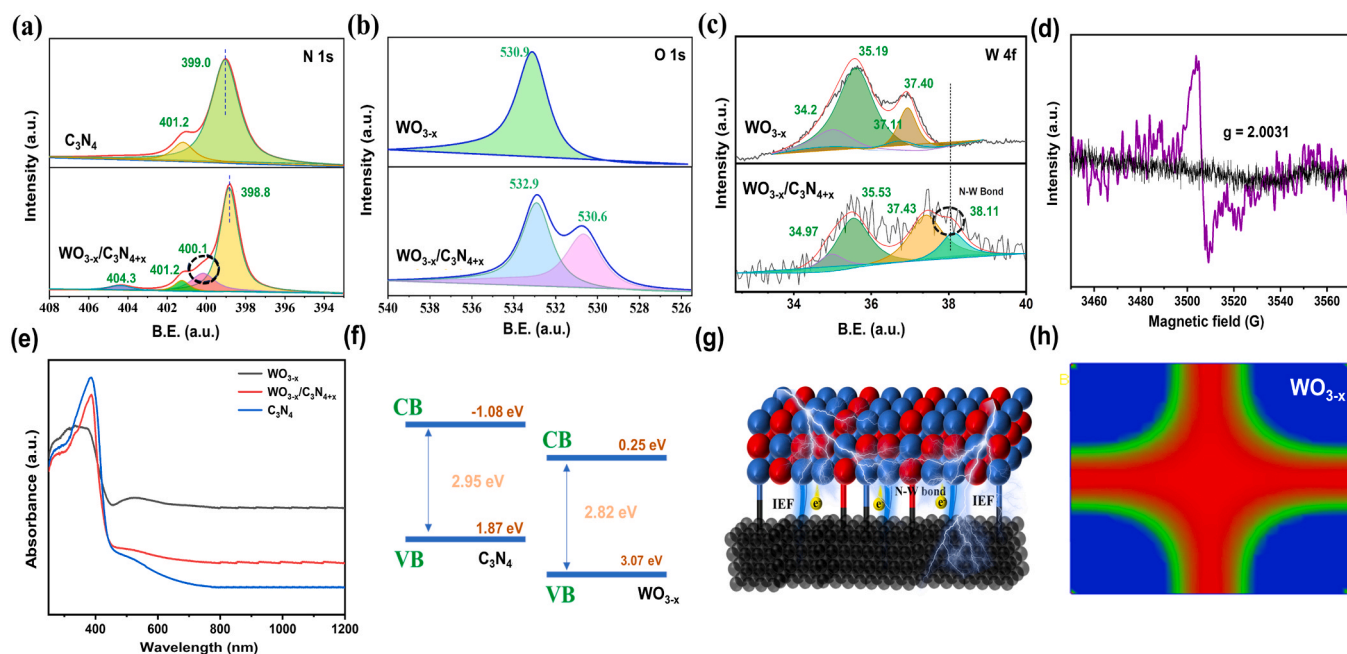 (a)
N 1s
399.0
401.2
C3N4
398.8
WO3-x/C3N4+x
400.1
401.2
404.3
408 406 404 402 400 398 396 394
B.E. (a.u.)
Intensity (a.u.)
(b)
O 1s
530.9
WO3-x
532.9
530.6
WO3-x/C3N4+x
540 538 536 534 532 530 528 526
B.E. (a.u.)
Intensity (a.u.)
(c)
W 4f
35.19
37.40
34.2
37.11
WO3-x
WO3-x/C3N4+x
35.53
N-W Bond
37.43
38.11
34.97
34 36 38 40
B.E. (a.u.)
Intensity (a.u.)
(d)
g = 2.0031
3460 3480 3500 3520 3540 3560
Magnetic field (G)
Intensity (a.u.)
(e)
WO3-x
WO3-x/C3N4+x
C3N4
400 600 800 1000 1200
Wavelength (nm)
Absorbance (a.u.)
(f)
CB
-1.08 eV
2.95 eV
1.87 eV
VB
C3N4
CB
0.25 eV
2.82 eV
3.07 eV
VB
WO3-x
(g)
N-W bond
IEF
e
e
e
IEF
(h)
WO3-x